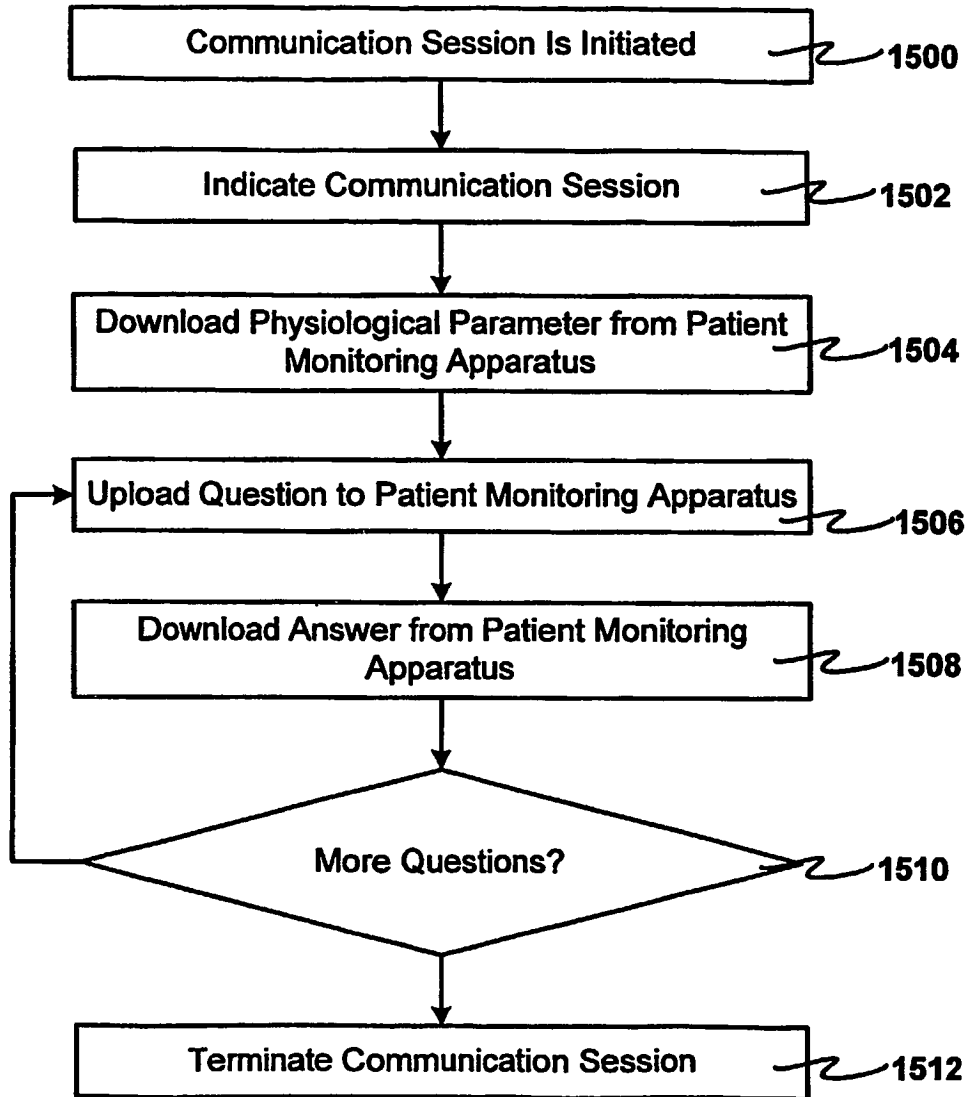 Communication Session Is Initiated
1500
Indicate Communication Session
1502
Download Physiological Parameter from Patient
Monitoring Apparatus
1504
Upload Question to Patient Monitoring Apparatus
1506
Download Answer from Patient Monitoring
Apparatus
1508
More Questions?
1510
Terminate Communication Session
1512